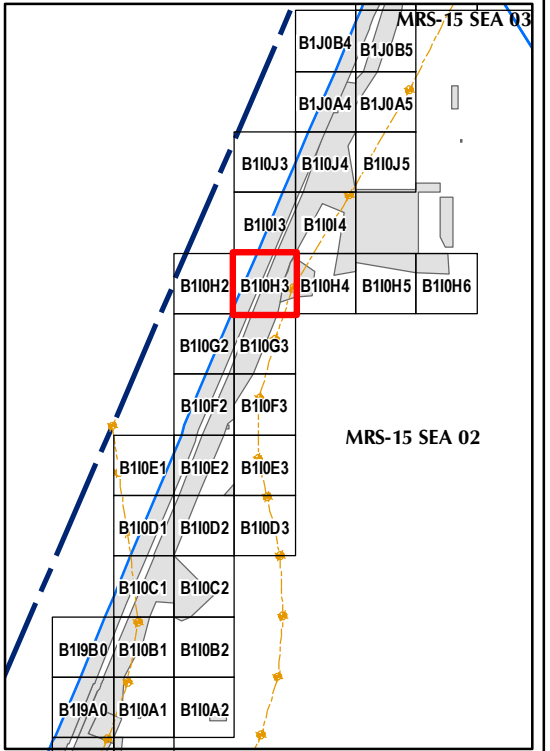 MRS-15 SEA 03
B1J0B4 B1J0B5
B1J0A4 B1J0A5
B1I0J3 B1I0J4 B1I0J5
B1I0I3 B1I0I4
B1I0H2 B1I0H3 B1I0H4 B1I0H5 B1I0H6
B1I0G2 B1I0G3
B1I0F2 B1I0F3
MRS-15 SEA 02
B1I0E1 B1I0E2 B1I0E3
B1I0D1 B1I0D2 B1I0D3
B1I0C1 B1I0C2
B1I9B0 B1I0B1 B1I0B2
B1I9A0 B1I0A1 B1I0A2